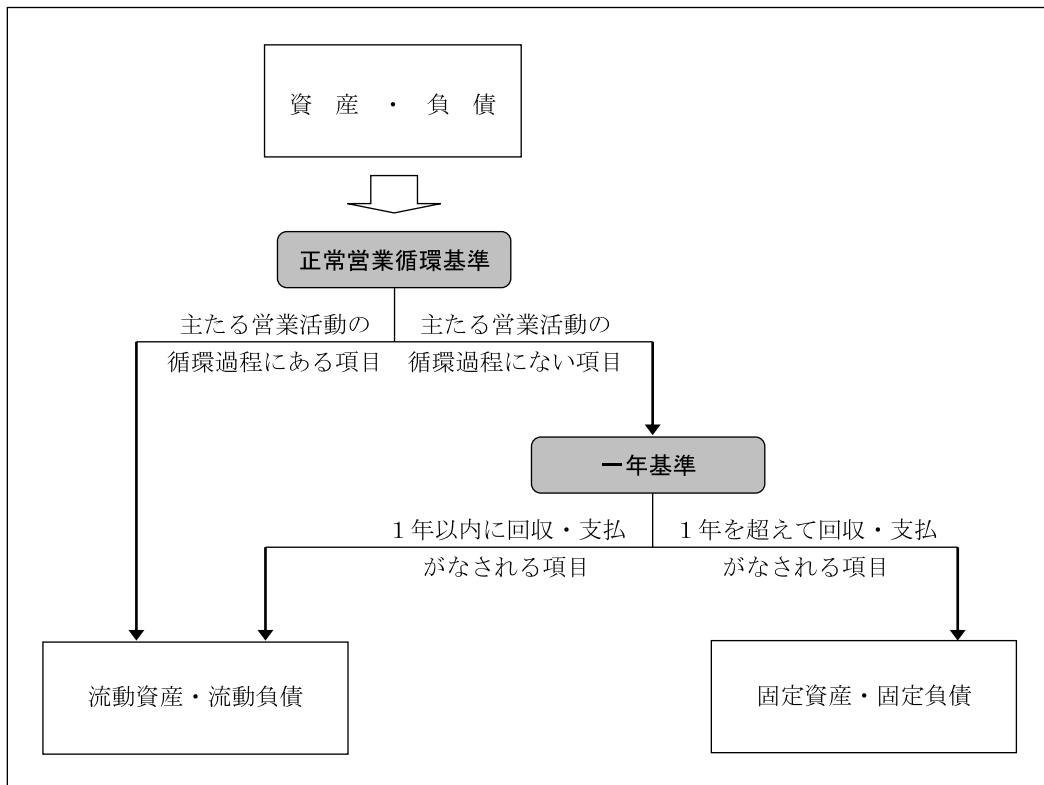 資産・負債
正常営業循環基準
主たる営業活動の
循環過程にある項目
主たる営業活動の
循環過程にない項目
一年基準
1年以内に回収・支払
がなされる項目
1年を超えて回収・支払
がなされる項目
流動資産・流動負債
固定資産・固定負債